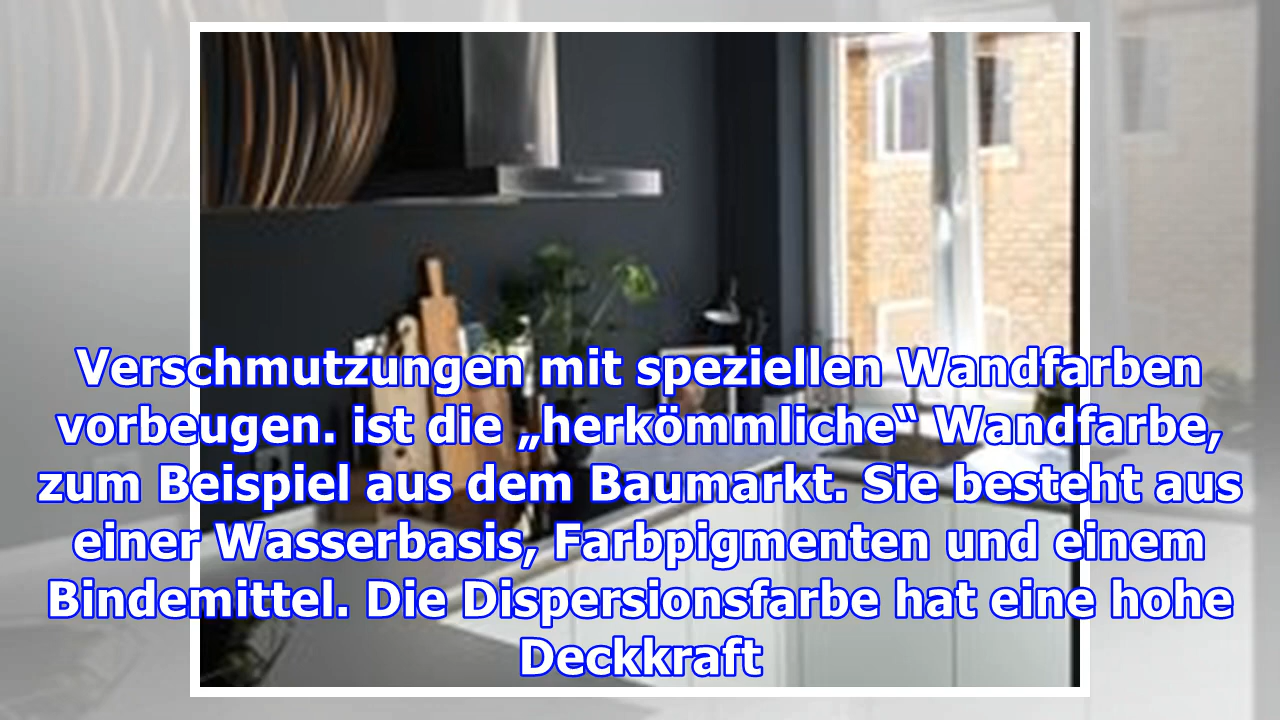 Verschmutzungen mit speziellen Wandfarben
vorbeugen. ist die „herkömmliche“ Wandfarbe,
zum Beispiel aus dem Baumarkt. Sie besteht aus
einer Wasserbasis, Farbpigmenten und einem
Bindemittel. Die Dispersionsfarbe hat eine hohe
Deckkraft